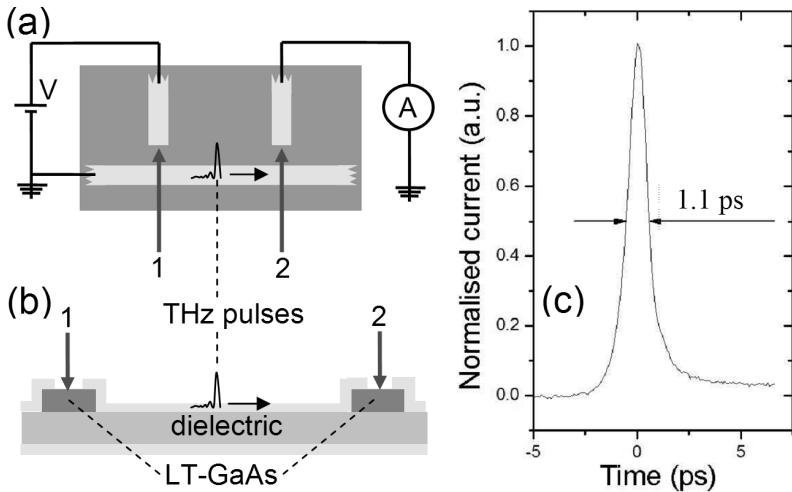 (a)
V
A
1
2
(b)
THz pulses
1
2
dielectric
LT-GaAs
(c)
1.1 ps
Normalised current (a.u.)
1.0
0.8
0.6
0.4
0.2
0.0
-5
0
5
Time (ps)